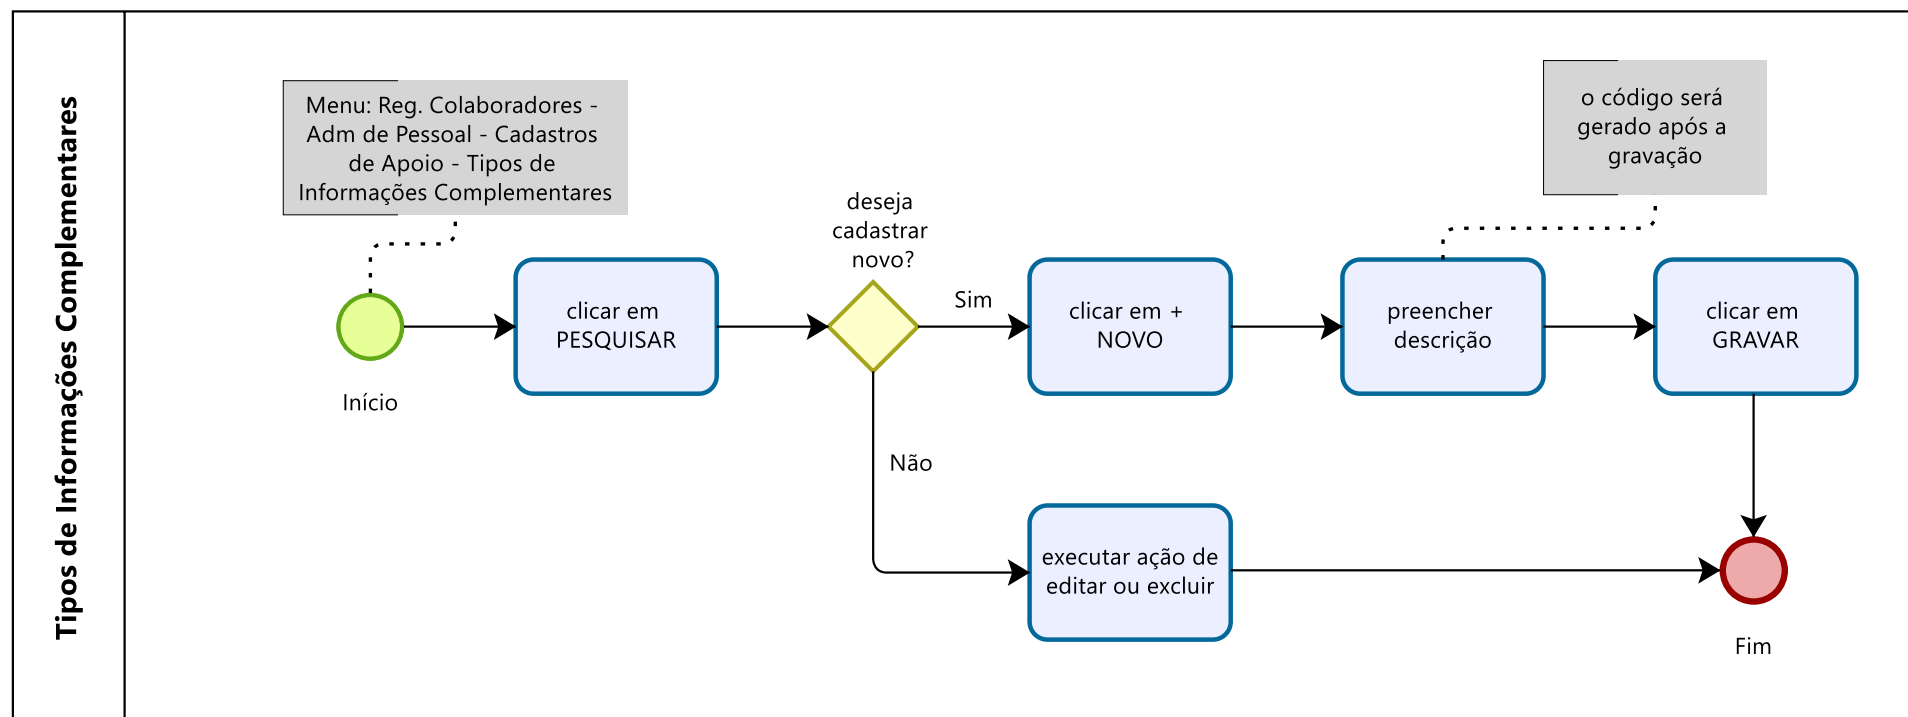 Tipos de Informações Complementares
Menu: Reg. Colaboradores -
Adm de Pessoal - Cadastros
de Apoio - Tipos de
Informações Complementares
o código será
gerado após a
gravação
deseja
cadastrar
novo?
Início
clicar em
PESQUISAR
Sim
clicar em +
NOVO
preencher
descrição
clicar em
GRAVAR
Não
executar ação de
editar ou excluir
Fim